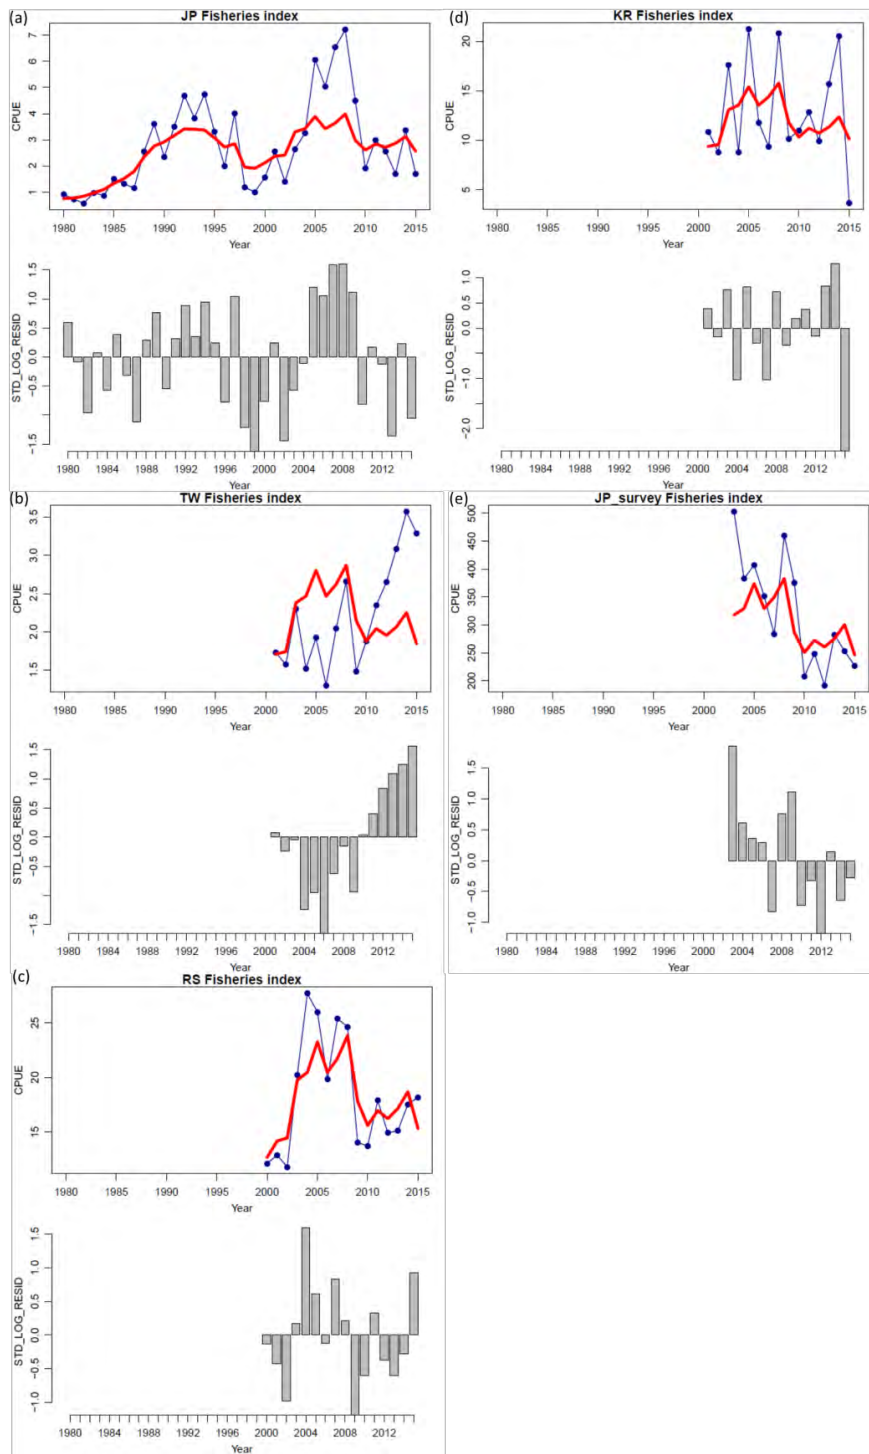 (a)
JP Fisheries index
CPUE
7
6
5
4
3
2
1
1980 1985 1990 1995 2000 2005 2010 2015
Year
STD_LOG_RESID
1.5
1.0
0.5
0.0
−0.5
−1.5
1980 1984 1988 1992 1996 2000 2004 2008 2012
Year
(b)
TW Fisheries index
CPUE
3.5
3.0
2.5
2.0
1.5
1980 1985 1990 1995 2000 2005 2010 2015
Year
STD_LOG_RESID
1.5
1.0
0.5
0.0
−0.5
−1.5
1980 1984 1988 1992 1996 2000 2004 2008 2012
Year
(c)
RS Fisheries index
CPUE
25
20
15
1980 1985 1990 1995 2000 2005 2010 2015
Year
STD_LOG_RESID
1.5
1.0
0.5
0.0
−0.5
−1.0
1980 1984 1988 1992 1996 2000 2004 2008 2012
Year
(d)
KR Fisheries index
CPUE
20
15
10
5
1980 1985 1990 1995 2000 2005 2010 2015
Year
STD_LOG_RESID
1.0
0.0
−1.0
−2.0
1980 1984 1988 1992 1996 2000 2004 2008 2012
Year
(e)
JP_survey Fisheries index
CPUE
500
450
400
350
300
250
200
1980 1985 1990 1995 2000 2005 2010 2015
Year
STD_LOG_RESID
1.5
1.0
0.5
0.0
−0.5
−1.0
1980 1984 1988 1992 1996 2000 2004 2008 2012
Year